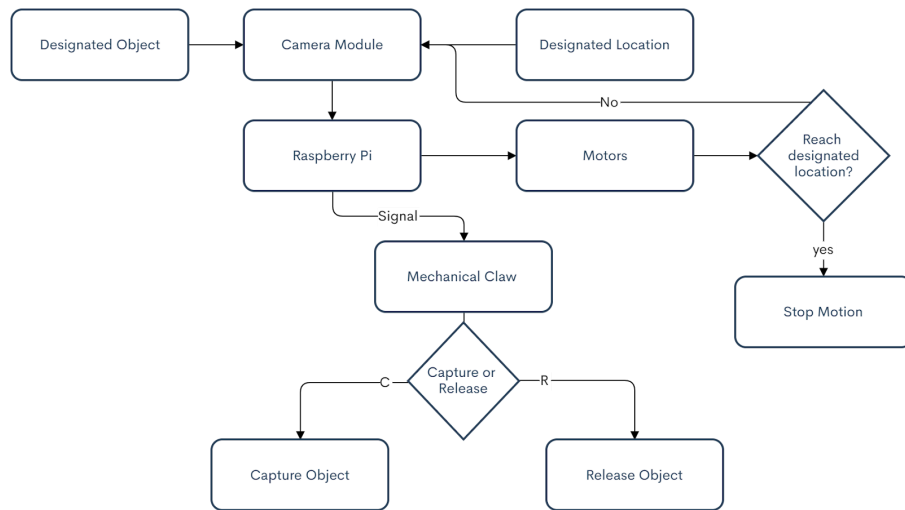 Designated Object
Camera Module
Designated Location
No
Raspberry Pi
Motors
Reach
designated
location?
Signal
yes
Mechanical Claw
Stop Motion
Capture or
Release
C
R
Capture Object
Release Object